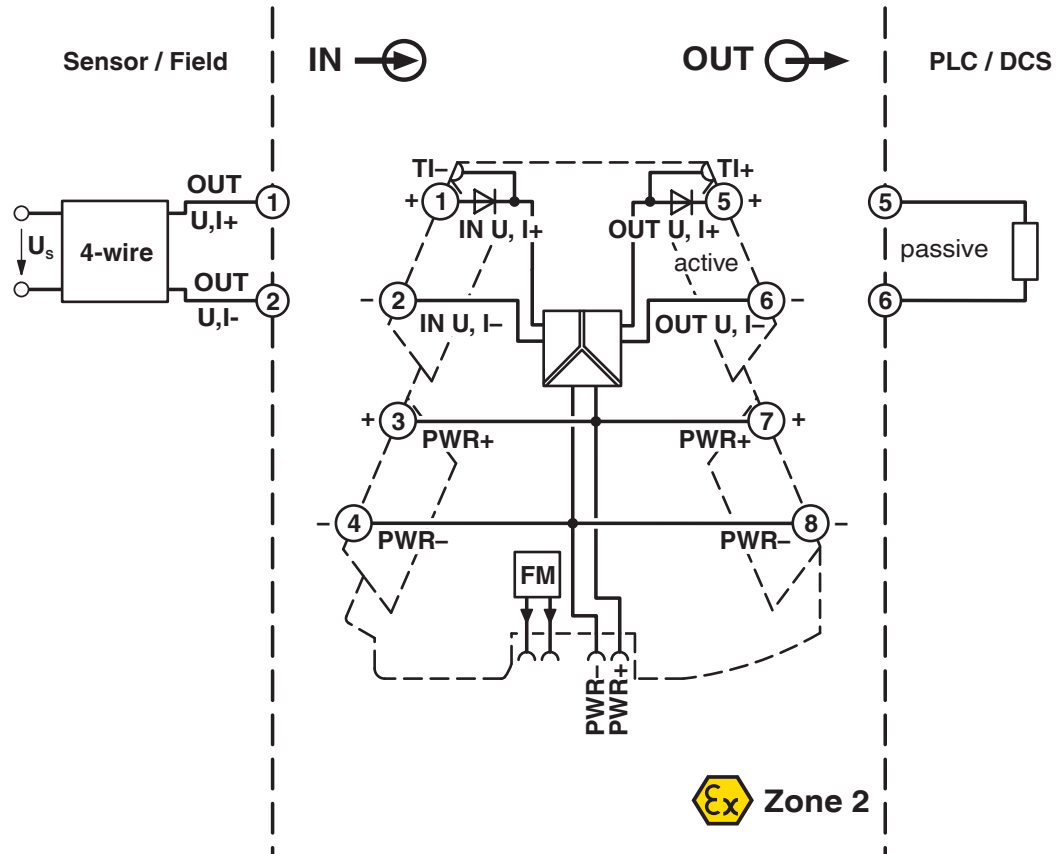 Sensor / Field
IN
OUT
PLC / DCS
TI–
TI+
OUT
1
+ 1
5 +
5
U,I+
IN U, I+
OUT U, I+
Us
4-wire
active
passive
OUT
2
– 2
6 –
6
U,I-
IN U, I–
OUT U, I–
+ 3
7 +
PWR+
PWR+
– 4
8 –
PWR–
PWR–
FM
PWR–
PWR+
Ex Zone 2